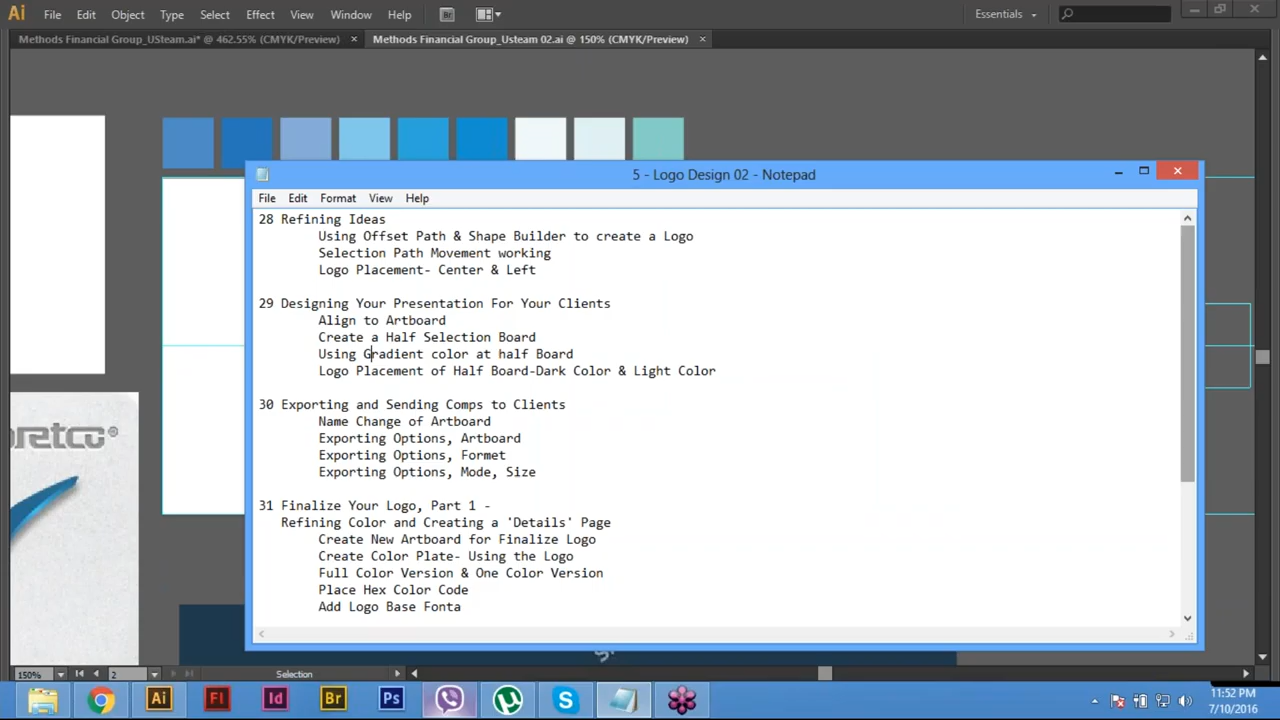 Ai File Edit Object Type Select Effect View Window Help Br Essentials
Methods Financial Group_USteam.ai* @ 462.55% (CMYK/Preview) × Methods Financial Group_Usteam 02.ai @ 150% (CMYK/Preview) ×
5 - Logo Design 02 - Notepad
File Edit Format View Help
28 Refining Ideas
Using Offset Path & Shape Builder to create a Logo
Selection Path Movement working
Logo Placement- Center & Left
29 Designing Your Presentation For Your Clients
Align to Artboard
Create a Half Selection Board
Using Gradient color at half Board
Logo Placement of Half Board-Dark Color & Light Color
30 Exporting and Sending Comps to Clients
Name Change of Artboard
Exporting Options, Artboard
Exporting Options, Formet
Exporting Options, Mode, Size
31 Finalize Your Logo, Part 1 -
Refining Color and Creating a 'Details' Page
Create New Artboard for Finalize Logo
Create Color Plate- Using the Logo
Full Color Version & One Color Version
Place Hex Color Code
Add Logo Base Fonta
150% 2 Selection
Ai Fl Id Br Ps
11:52 PM
7/10/2016